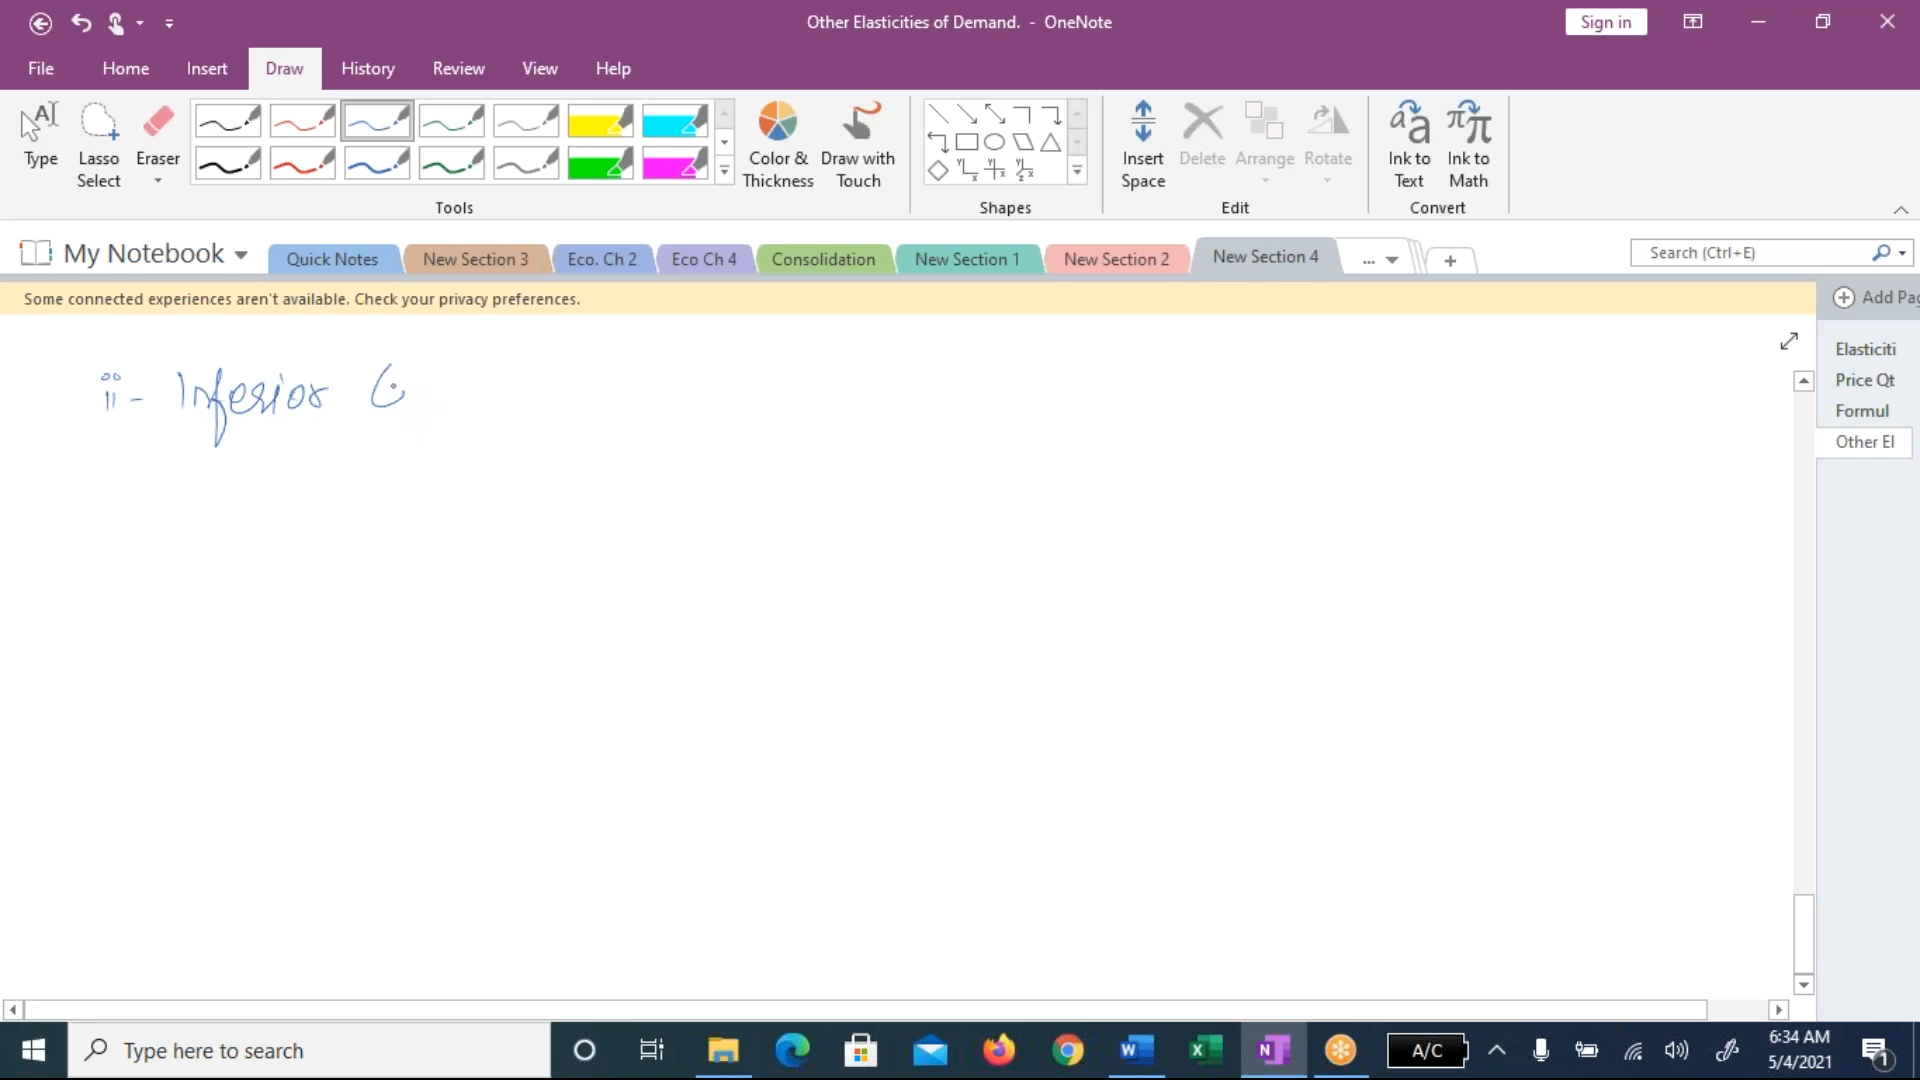 Other Elasticities of Demand. - OneNote
Sign in
File Home Insert Draw History Review View Help
Type
Lasso Select
Eraser
Color & Thickness
Draw with Touch
Insert Space
Delete
Arrange
Rotate
Ink to Text
Ink to Math
Tools
Shapes
Edit
Convert
My Notebook
Quick Notes
New Section 3
Eco. Ch 2
Eco Ch 4
Consolidation
New Section 1
New Section 2
New Section 4
...
Search (Ctrl+E)
Some connected experiences aren't available. Check your privacy preferences.
Add Pag
Elasticiti
Price Qt
Formul
Other El
ii- Inferior
Type here to search
A/C
6:34 AM
5/4/2021
1